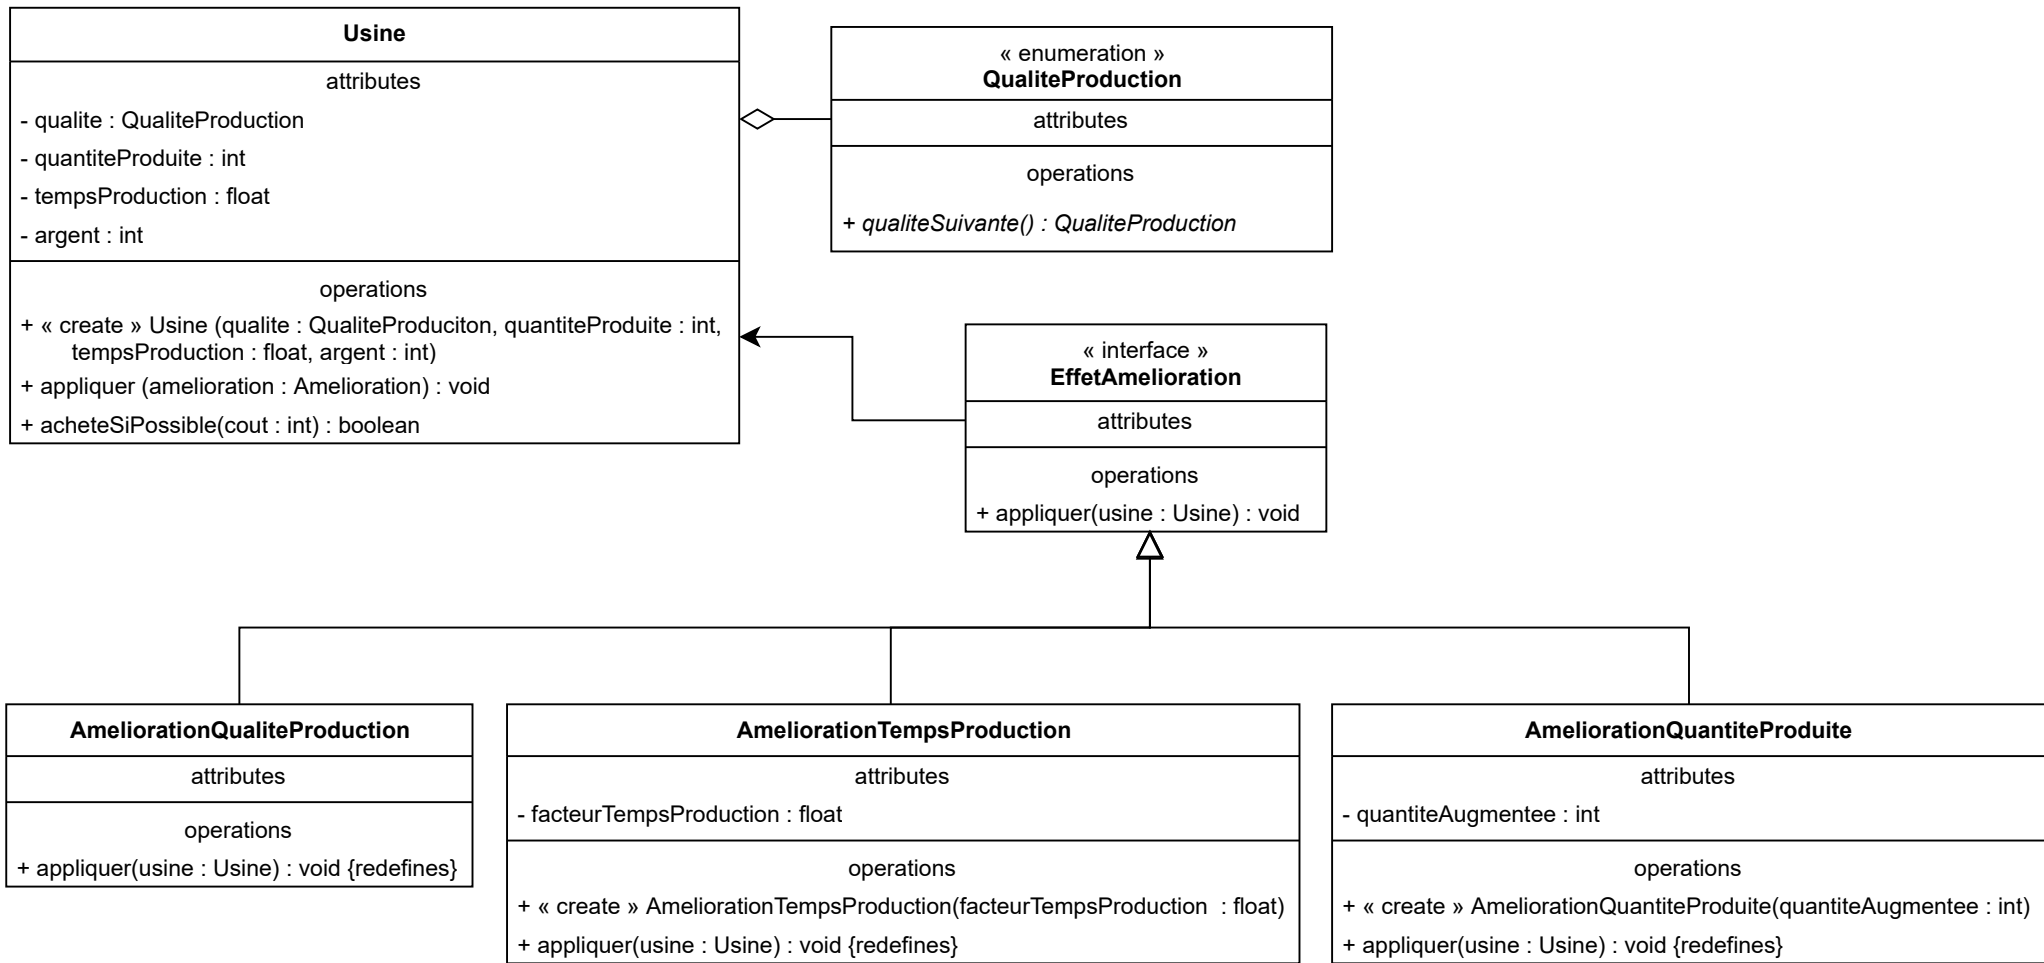 Usine
attributes
- qualite : QualiteProduction
- quantiteProduite : int
- tempsProduction : float
- argent : int
operations
+ « create » Usine (qualite : QualiteProduciton, quantiteProduite : int,
tempsProduction : float, argent : int)
+ appliquer (amelioration : Amelioration) : void
+ acheteSiPossible(cout : int) : boolean
« enumeration »
QualiteProduction
attributes
operations
+ qualiteSuivante() : QualiteProduction
« interface »
EffetAmelioration
attributes
operations
+ appliquer(usine : Usine) : void
AmeliorationQualiteProduction
attributes
operations
+ appliquer(usine : Usine) : void {redefines}
AmeliorationTempsProduction
attributes
- facteurTempsProduction : float
operations
+ « create » AmeliorationTempsProduction(facteurTempsProduction : float)
+ appliquer(usine : Usine) : void {redefines}
AmeliorationQuantiteProduite
attributes
- quantiteAugmentee : int
operations
+ « create » AmeliorationQuantiteProduite(quantiteAugmentee : int)
+ appliquer(usine : Usine) : void {redefines}